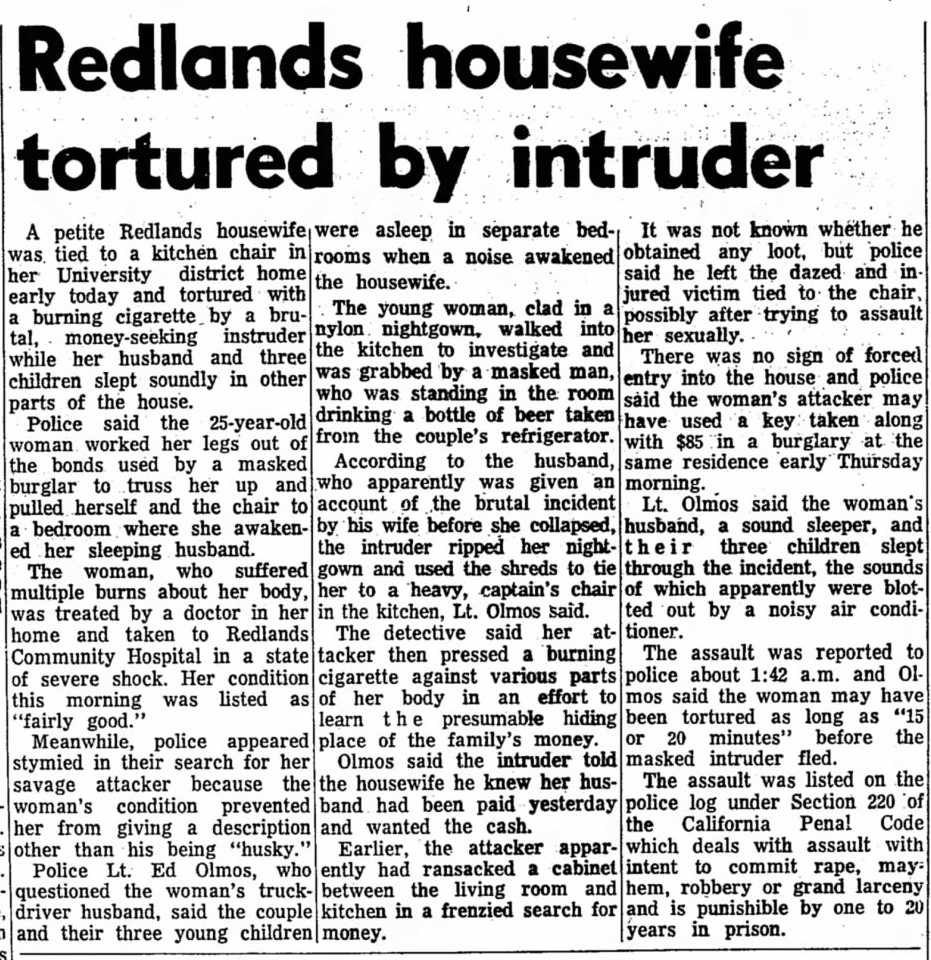 Redlands housewife
tortured by intruder
A petite Redlands housewife
was tied to a kitchen chair in
her University district home
early today and tortured with
a burning cigarette by a bru-
tal, money-seeking instruder
while her husband and three
children slept soundly in other
parts of the house.
Police said the 25-year-old
woman worked her legs out of
the bonds used by a masked
burglar to truss her up and
pulled herself and the chair to
a bedroom where she awaken-
ed her sleeping husband.
The woman, who suffered
multiple burns about her body,
was treated by a doctor in her
home and taken to Redlands
Community Hospital in a state
of severe shock. Her condition
this morning was listed as
"fairly good."
Meanwhile, police appeared
stymied in their search for her
savage attacker because the
woman's condition prevented
her from giving a description
other than his being "husky."
Police Lt. Ed Olmos, who
questioned the woman's truck-
driver husband, said the couple
and their three young children
were asleep in separate bed-
rooms when a noise awakened
the housewife.
The young woman, clad in a
nylon nightgown, walked into
the kitchen to investigate and
was grabbed by a masked man,
who was standing in the room
drinking a bottle of beer taken
from the couple's refrigerator.
According to the husband,
who apparently was given an
account of the brutal incident
by his wife before she collapsed,
the intruder ripped her night-
gown and used the shreds to tie
her to a heavy, captain's chair
in the kitchen, Lt. Olmos said.
The detective said her at-
tacker then pressed a burning
cigarette against various parts
of her body in an effort to
learn the presumable hiding
place of the family's money.
Olmos said the intruder told
the housewife he knew her hus-
band had been paid yesterday
and wanted the cash.
Earlier, the attacker appar-
ently had ransacked a cabinet
between the living room and
kitchen in a frenzied search for
money.
It was not known whether he
obtained any loot, but police
said he left the dazed and in-
jured victim tied to the chair,
possibly after trying to assault
her sexually.
There was no sign of forced
entry into the house and police
said the woman's attacker may
have used a key taken along
with $85 in a burglary at the
same residence early Thursday
morning.
Lt. Olmos said the woman's
husband, a sound sleeper, and
their three children slept
through the incident, the sounds
of which apparently were blot-
ted out by a noisy air condi-
tioner.
The assault was reported to
police about 1:42 a.m. and Ol-
mos said the woman may have
been tortured as long as "15
or 20 minutes" before the
masked intruder fled.
The assault was listed on the
police log under Section 220 of
the California Penal Code
which deals with assault with
intent to commit rape, may-
hem, robbery or grand larceny
and is punishible by one to 20
years in prison.